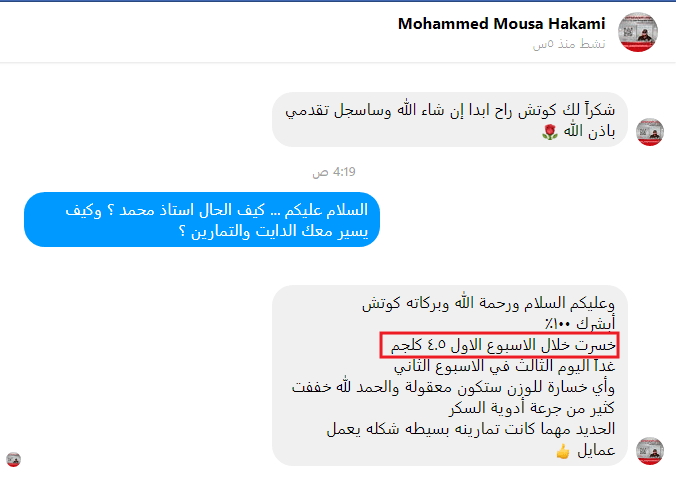 Mohammed Mousa Hakami
نشط منذ ٥س
شكراً لك كوتش راح ابدا إن شاء الله وساسجل تقدمي
باذن الله 🌹
4:19 ص
السلام عليكم ... كيف الحال استاذ محمد ؟ وكيف
يسير معك الدايت والتمارين ؟
وعليكم السلام ورحمة الله وبركاته كوتش
أبشرك ١٠٠٪
خسرت خلال الاسبوع الاول ٤.٥ كلجم
غداً اليوم الثالث في الاسبوع الثاني
وأي خسارة للوزن ستكون معقولة والحمد لله خففت
كثير من جرعة أدوية السكر
الحديد مهما كانت تمارينه بسيطه شكله يعمل
عمايل 👍